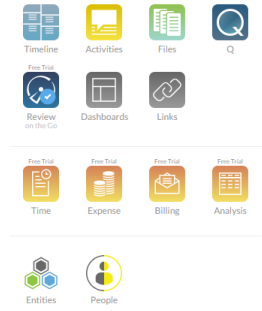 Timeline Activities Files Q
Free Trial
Review Dashboards Links
on the Go
Free Trial Free Trial Free Trial Free Trial
Time Expense Billing Analysis
Entities People